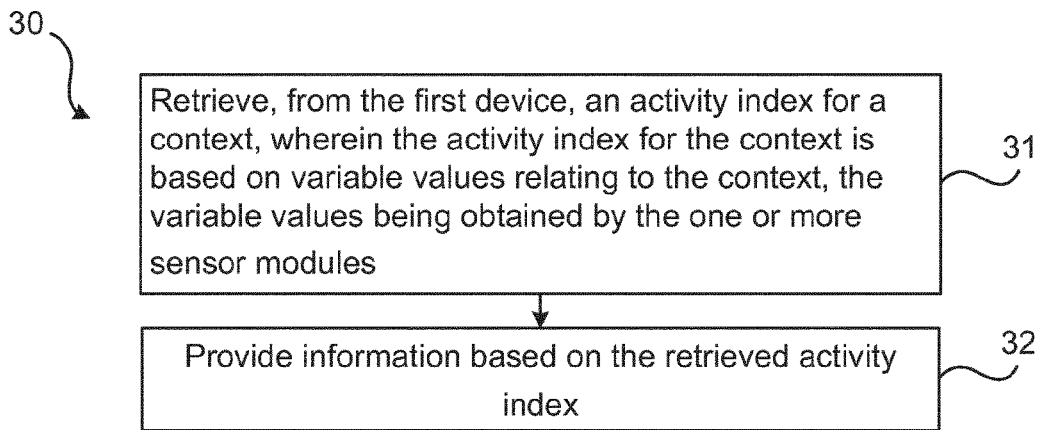 30
Retrieve, from the first device, an activity index for a
context, wherein the activity index for the context is
based on variable values relating to the context, the
variable values being obtained by the one or more
sensor modules
31
Provide information based on the retrieved activity
index
32